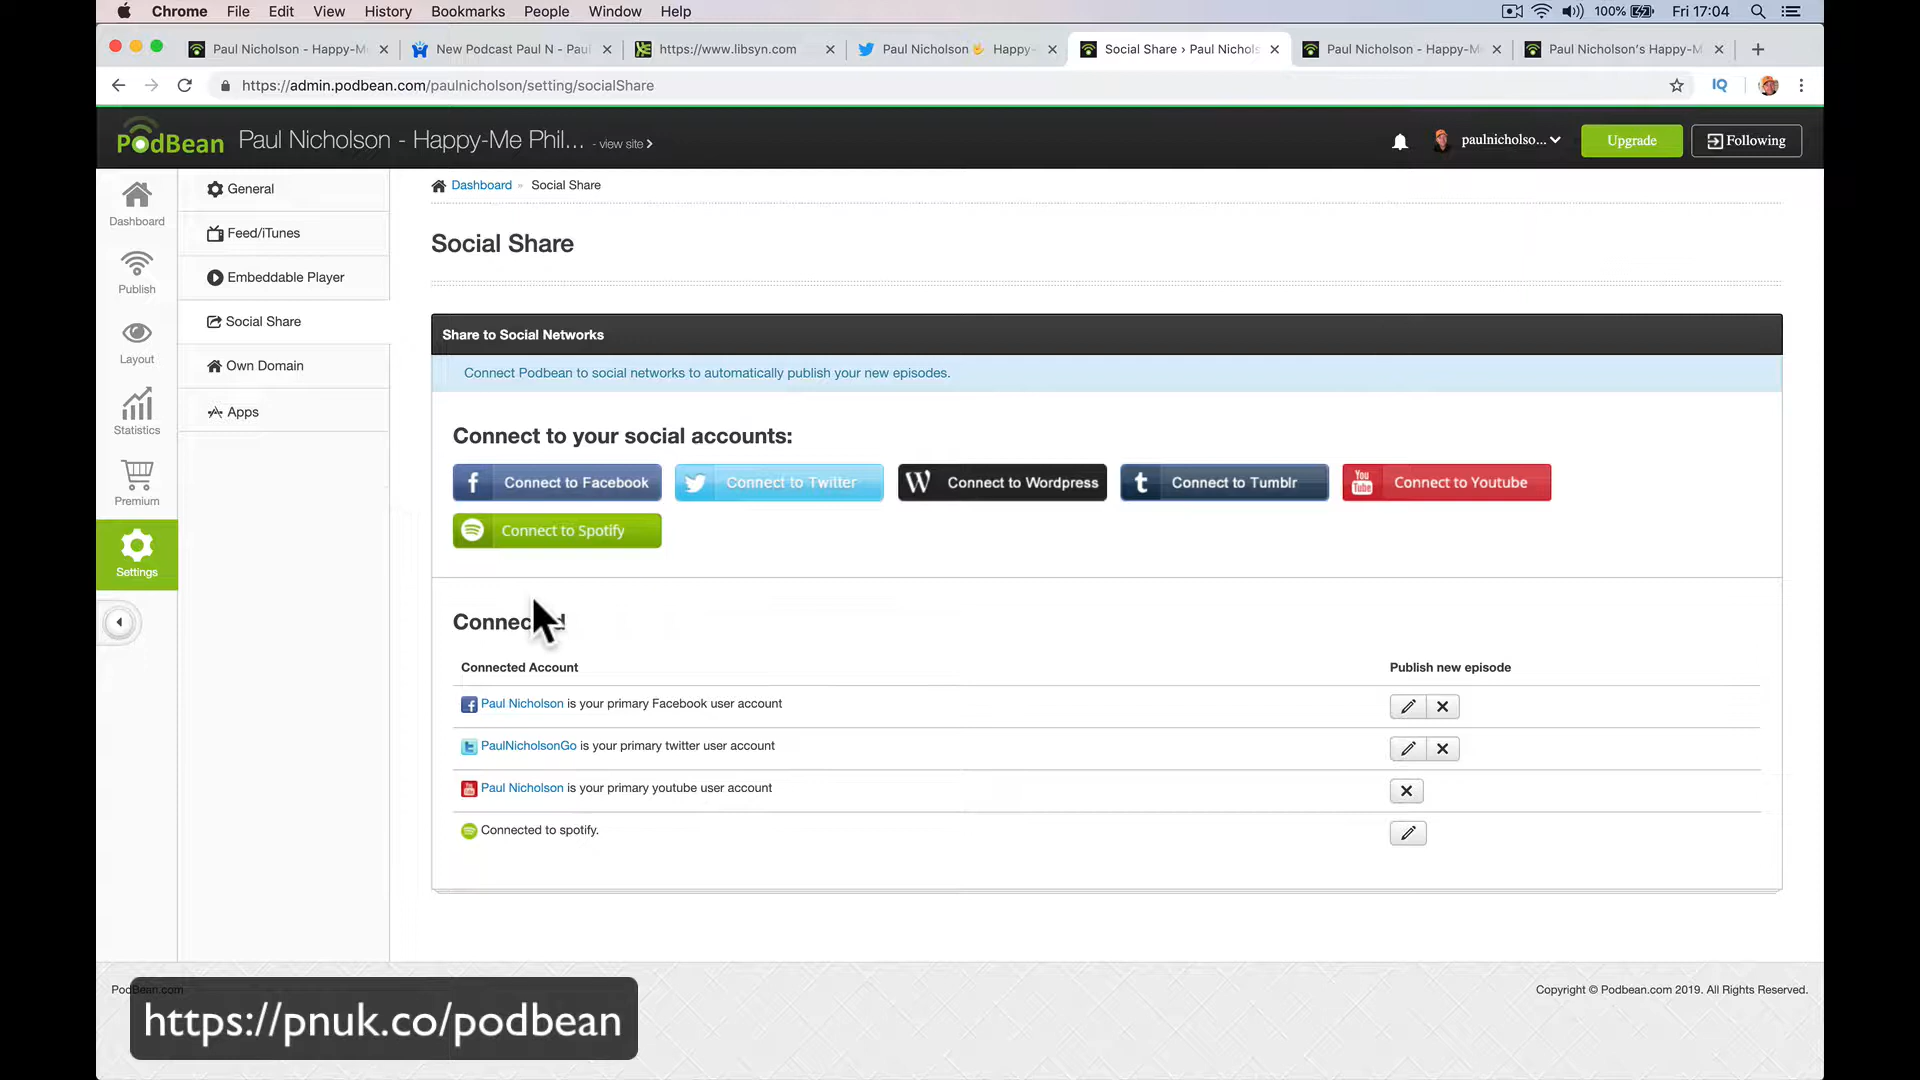 Chrome File Edit View History Bookmarks People Window Help 100% Fri 17:04
Paul Nicholson - Happy-M New Podcast Paul N - Paul https://www.libsyn.com Paul Nicholson 🤟 Happy- Social Share › Paul Nichols Paul Nicholson - Happy-M Paul Nicholson's Happy-M
https://admin.podbean.com/paulnicholson/setting/socialShare IQ
PodBean Paul Nicholson - Happy-Me Phil... - view site paulnicholso... Upgrade Following
Dashboard
Publish
Layout
Statistics
Premium
Settings
General
Feed/iTunes
Embeddable Player
Social Share
Own Domain
Apps
Dashboard » Social Share
Social Share
Share to Social Networks
Connect Podbean to social networks to automatically publish your new episodes.
Connect to your social accounts:
f Connect to Facebook Connect to Twitter W Connect to Wordpress t Connect to Tumblr You Tube Connect to Youtube
Connect to Spotify
Connected Account Publish new episode
Paul Nicholson is your primary Facebook user account
PaulNicholsonGo is your primary twitter user account
Paul Nicholson is your primary youtube user account
Connected to spotify.
PodBean.com Copyright © Podbean.com 2019. All Rights Reserved.
https://pnuk.co/podbean